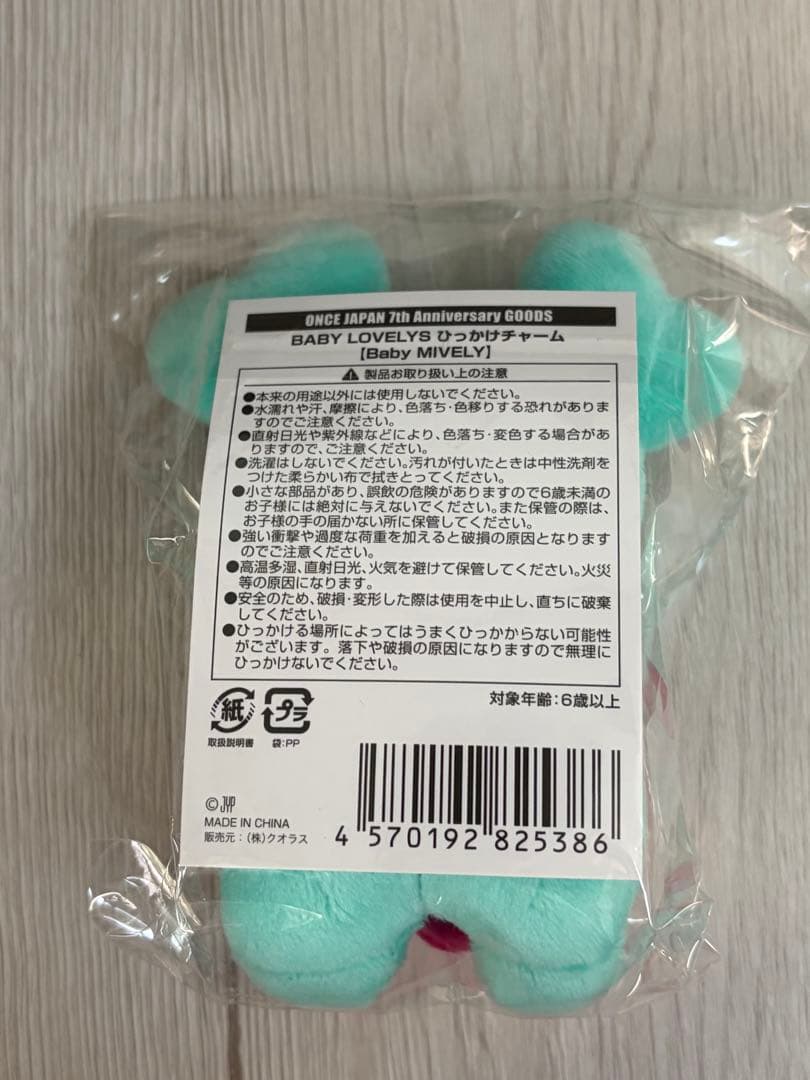 ONCE JAPAN 7th Anniversary GOODS
BABY LOVELYS ひっかけチャーム
【Baby MIVELY】
製品お取り扱い上の注意
●本来の用途以外には使用しないでください。
●水濡れや汗、摩擦により、色落ち・色移りする恐れがありま
すのでご注意ください。
●直射日光や紫外線などにより、色落ち・変色する場合があ
りますので、ご注意ください。
●洗濯はしないでください。汚れが付いたときは中性洗剤を
つけた柔らかい布で拭きとってください。
●小さな部品があり、誤飲の危険がありますので6歳未満の
お子様には絶対に与えないでください。また保管の際は、
お子様の手の届かない所に保管してください。
●強い衝撃や過度な荷重を加えると破損の原因となります
のでご注意ください。
●高温多湿、直射日光、火気を避けて保管してください。火災
等の原因になります。
●安全のため、破損・変形した際は使用を中止し、直ちに破棄
してください。
●ひっかける場所によってはうまくひっかからない可能性
がございます。落下や破損の原因になりますので無理に
ひっかけないでください。
対象年齢:6歳以上
紙 プラ
取扱説明書 袋:PP
©JYP
MADE IN CHINA
販売元:(株)クオラス
4 570192 825386